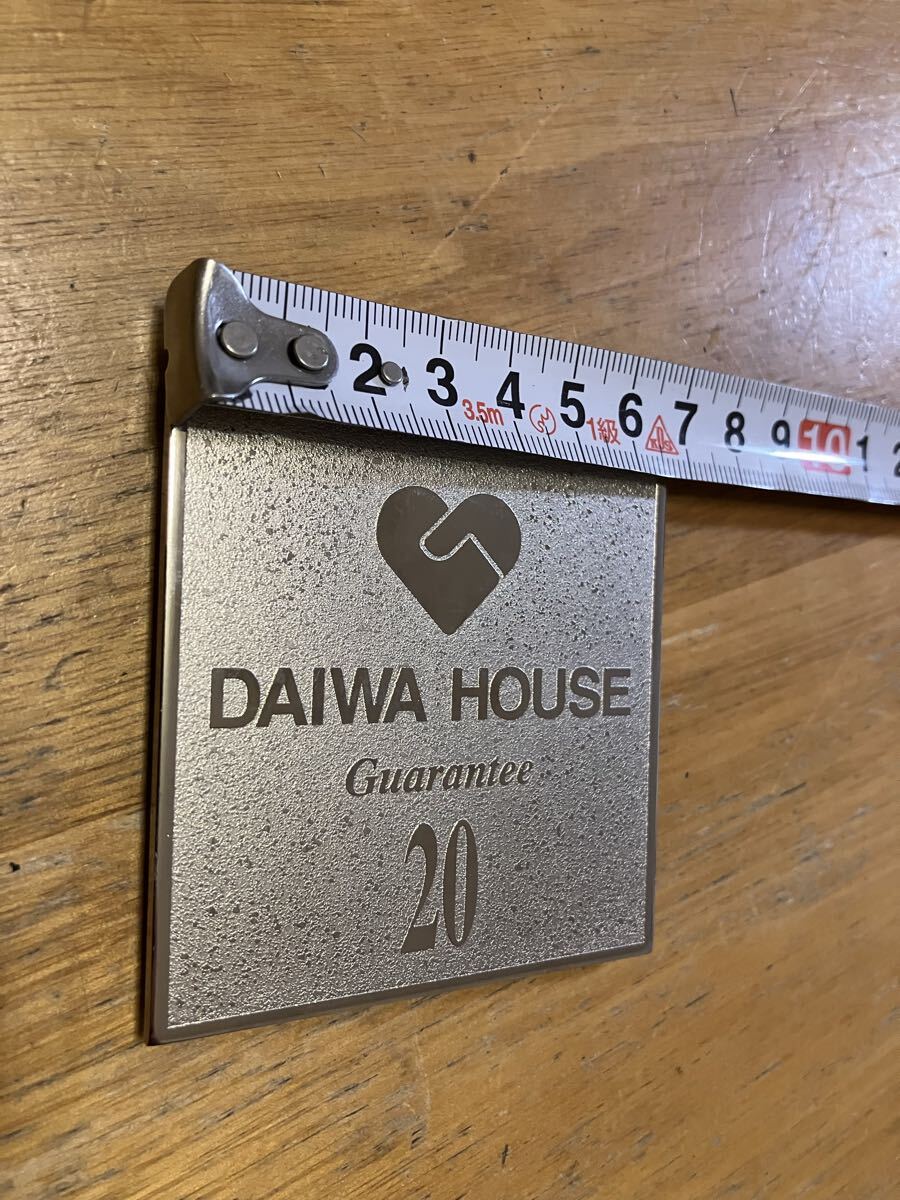 2 3 4 5 6 7 8 9 10 1 2
3.5m 1級 KDS
DAIWA HOUSE
Guarantee
20